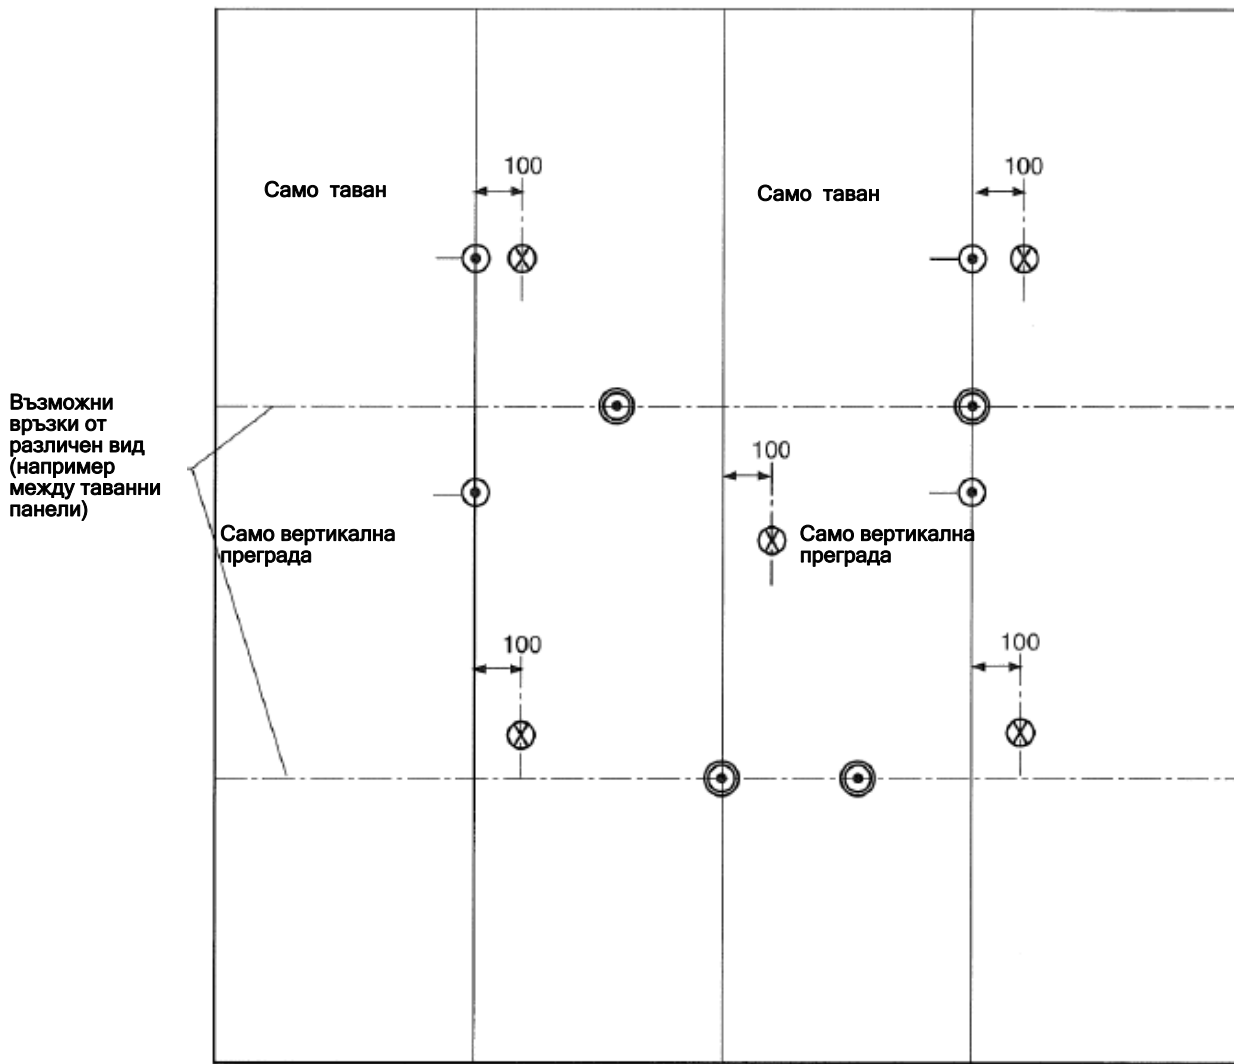 100
100
Само таван
Само таван
Възможни
връзки от
различен вид
(например
между таванни
панели)
100
Само вертикална
преграда
Само вертикална
преграда
100
100